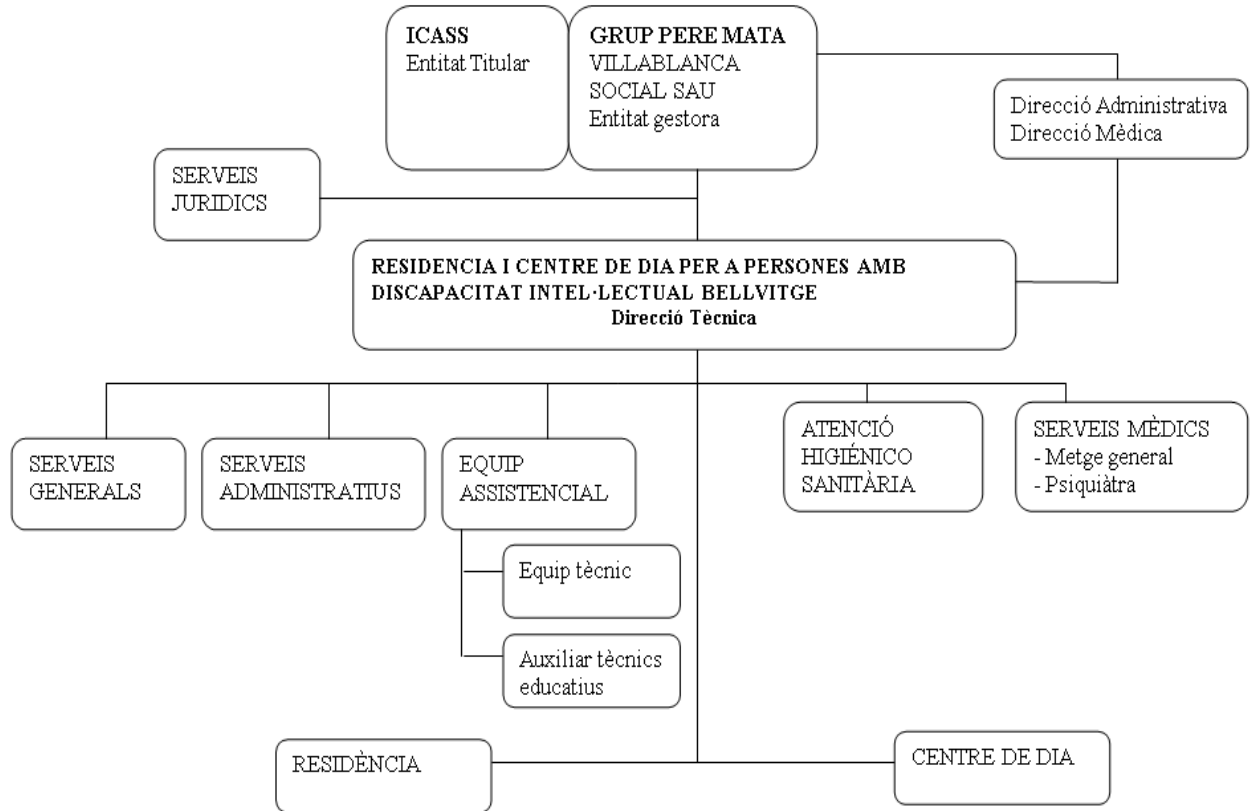 ICASS
Entitat Titular
GRUP PERE MATA
VILLABLANCA
SOCIAL SAU
Entitat gestora
Direcció Administrativa
Direcció Mèdica
SERVEIS
JURIDICS
RESIDENCIA I CENTRE DE DIA PER A PERSONES AMB
DISCAPACITAT INTEL·LECTUAL BELLVITGE
Direcció Tècnica
SERVEIS
GENERALS
SERVEIS
ADMINISTRATIUS
EQUIP
ASSISTENCIAL
ATENCIÓ
HIGIÉNICO
SANITÀRIA
SERVEIS MÈDICS
- Metge general
- Psiquiàtra
Equip tècnic
Auxiliar tècnics
educatius
RESIDÈNCIA
CENTRE DE DIA